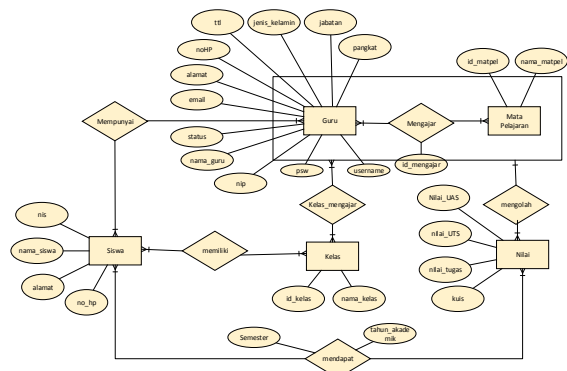 ttl
jenis_kelamin
jabatan
noHP
pangkat
alamat
id_matpel
nama_matpel
email
Mempunyai
Guru
Mengajar
Mata
Pelajaran
status
nama_guru
id_mengajar
psw
username
nip
Kelas_mengajar
Nilai_UAS
mengolah
nis
nilai_UTS
nama_siswa
Siswa
memiliki
Kelas
Nilai
nilai_tugas
alamat
no_hp
id_kelas
nama_kelas
kuis
Semester
tahun_akade
mik
mendapat